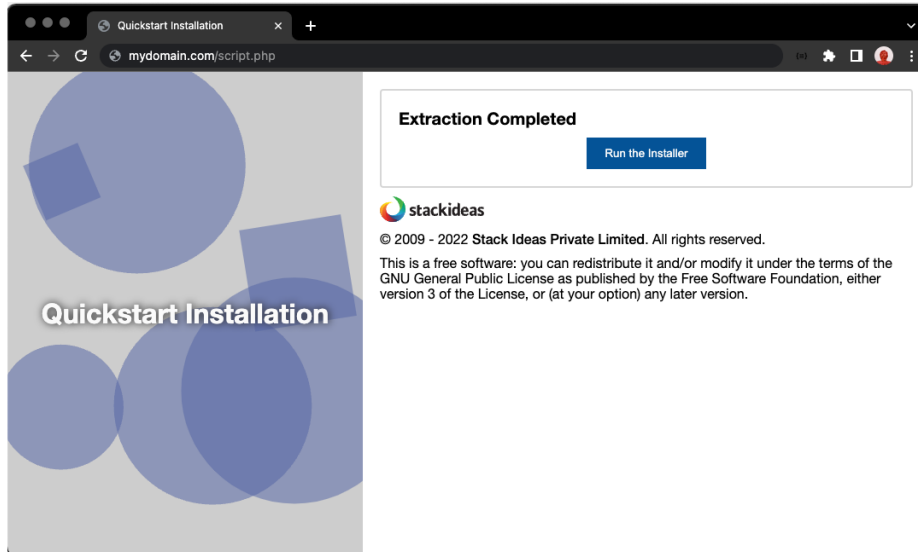 Quickstart Installation
mydomain.com/script.php
Quickstart Installation
Extraction Completed
Run the Installer
stackideas
© 2009 - 2022 Stack Ideas Private Limited. All rights reserved.
This is a free software: you can redistribute it and/or modify it under the terms of the
GNU General Public License as published by the Free Software Foundation, either
version 3 of the License, or (at your option) any later version.